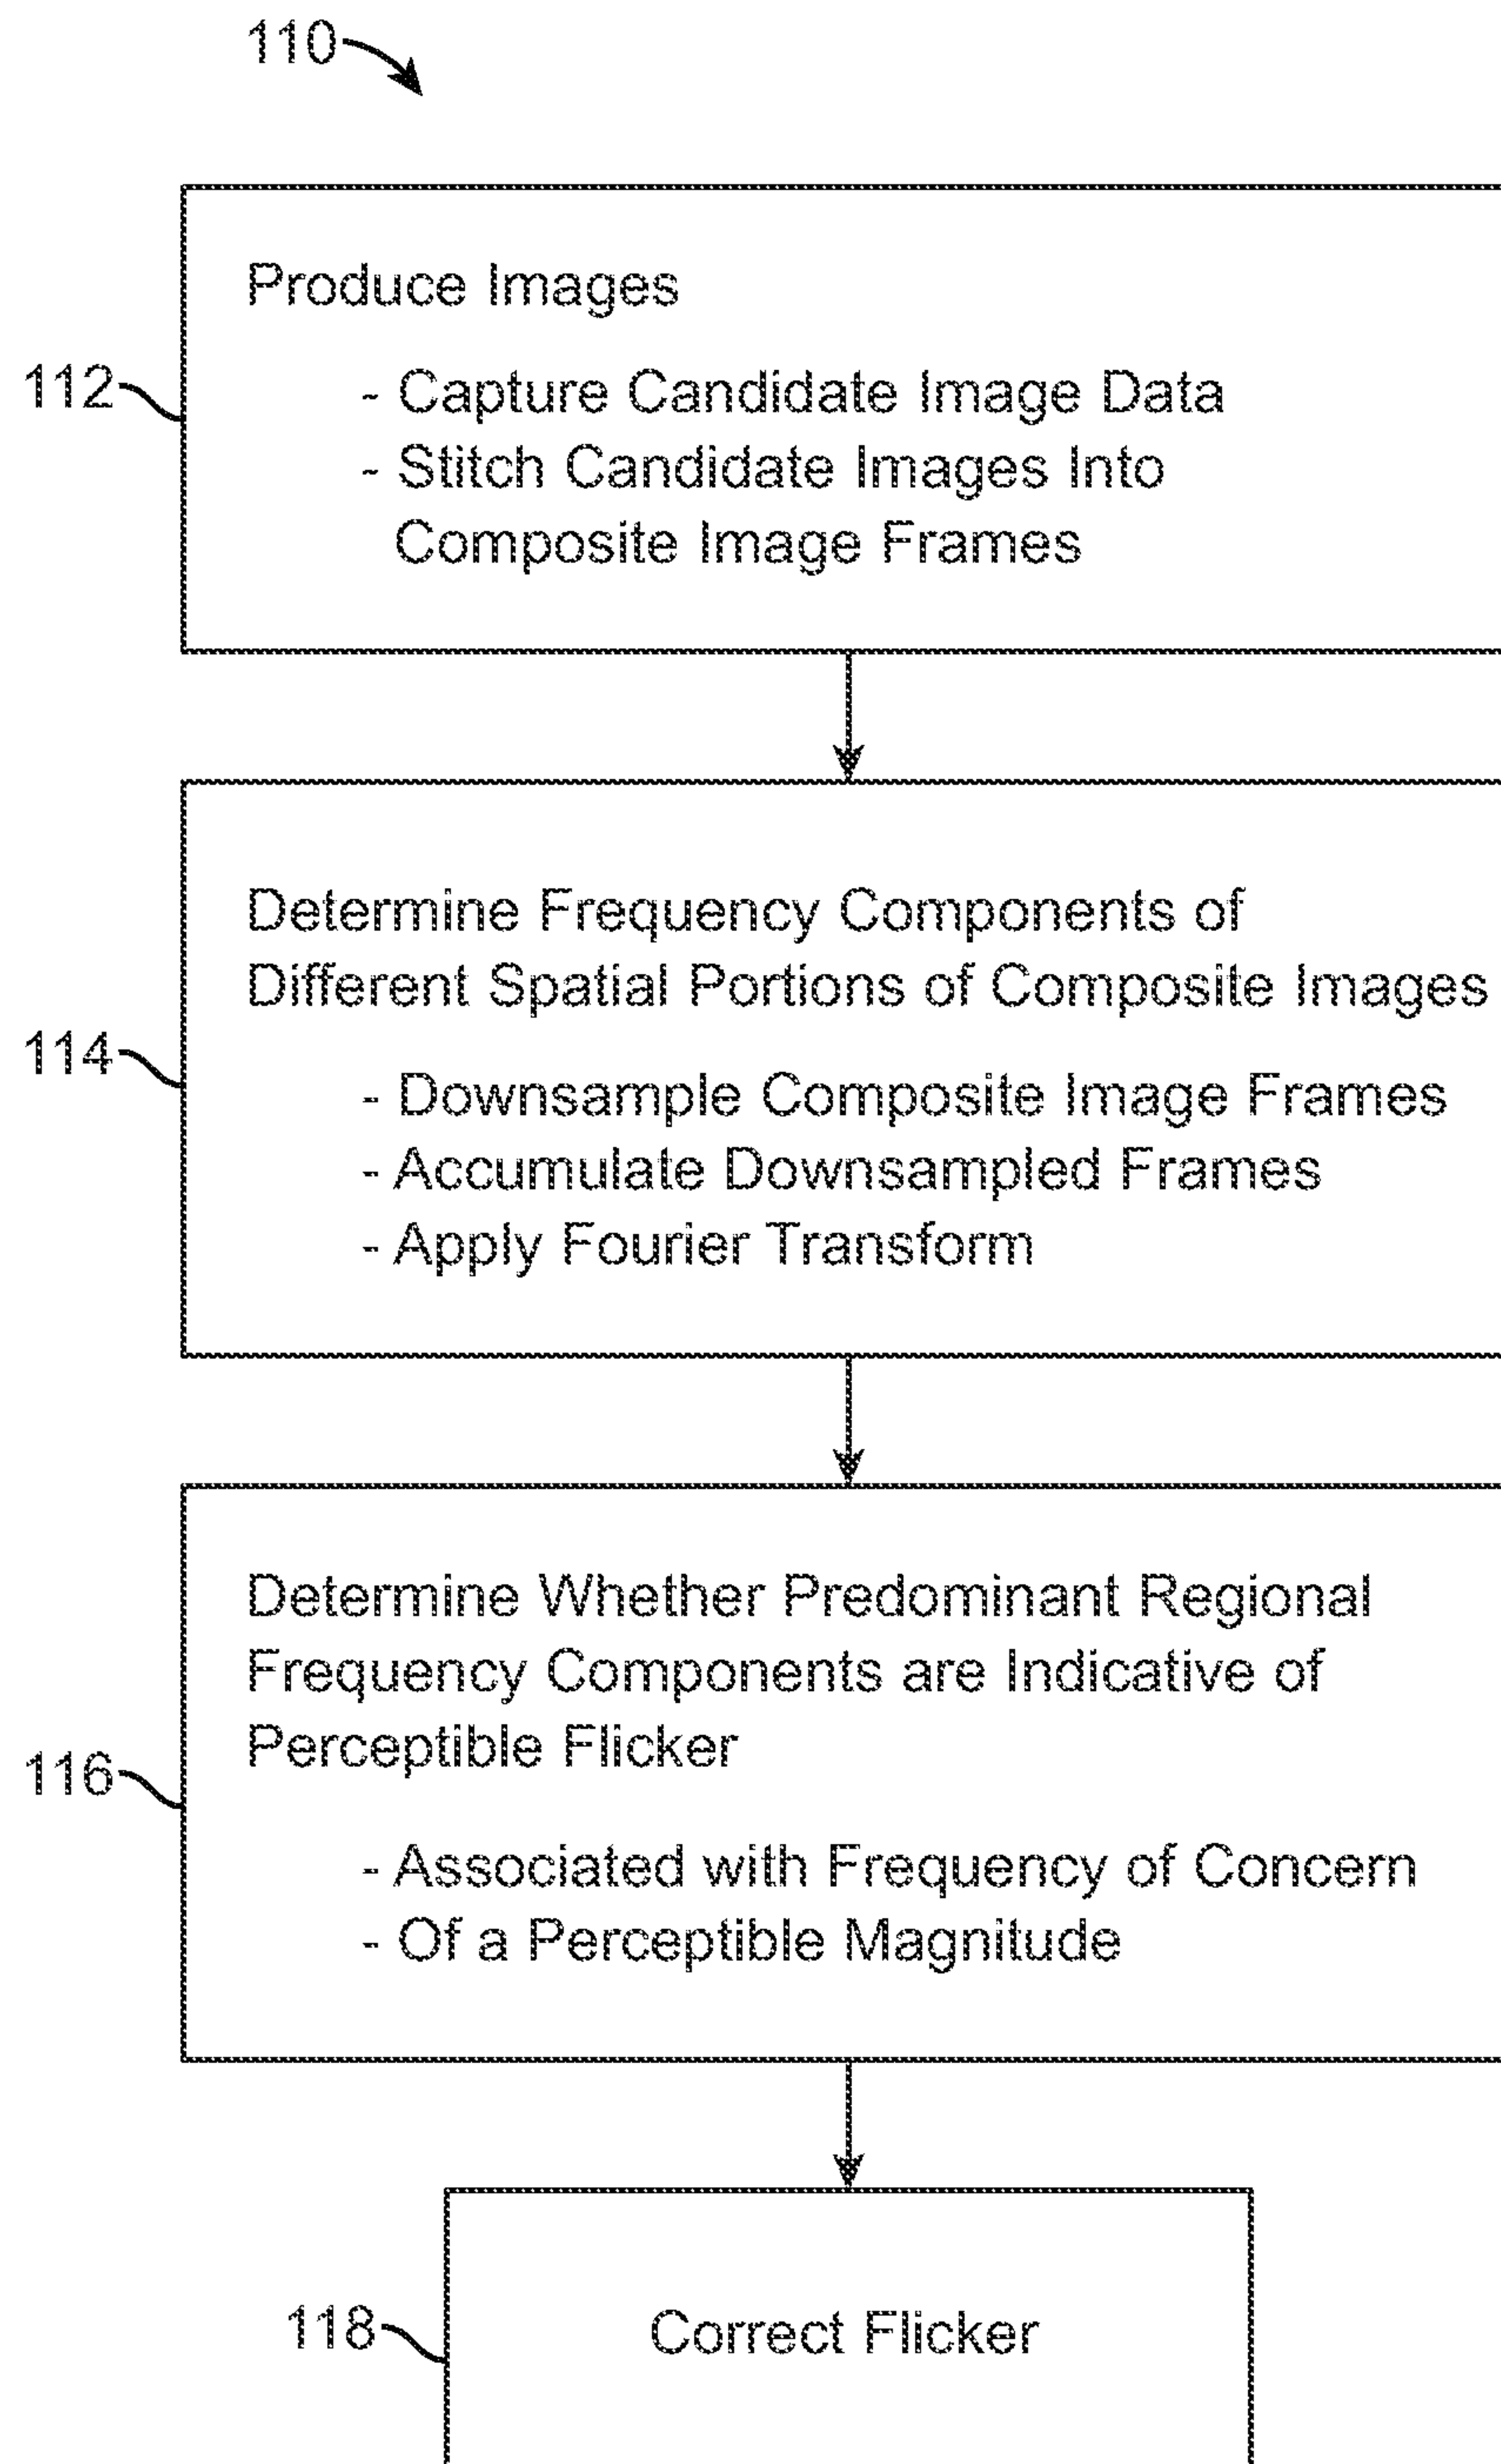 110
Produce Images
112
- Capture Candidate Image Data
- Stitch Candidate Images Into
Composite Image Frames
Determine Frequency Components of
Different Spatial Portions of Composite Images
114
- Downsample Composite Image Frames
- Accumulate Downsampled Frames
- Apply Fourier Transform
Determine Whether Predominant Regional
Frequency Components are Indicative of
Perceptible Flicker
116
- Associated with Frequency of Concern
- Of a Perceptible Magnitude
118
Correct Flicker